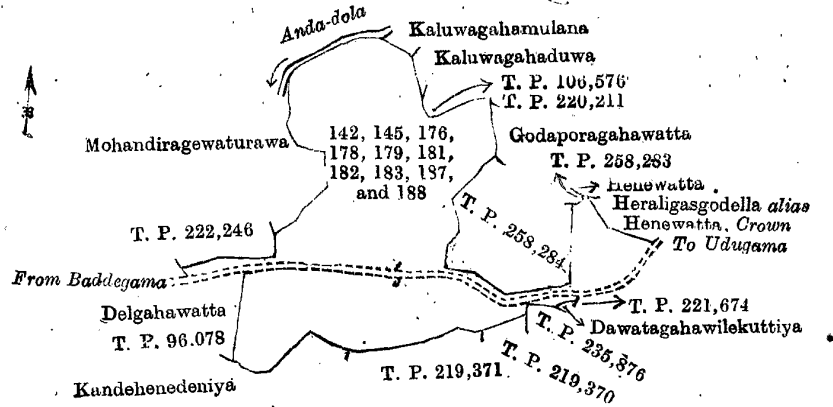 Anda-dola
Kaluwagahamulana
Kaluwagahaduwa
T. P. 106,576
T. P. 220,211
Mohandiragewaturawa
142, 145, 176,
178, 179, 181,
182, 183, 187,
and 188
Godaporagahawatta
T. P. 258,283
Henewatta
Heraligasgodella alias
Henewatta, Crown
To Udugama
T. P. 258,284
T. P. 222,246
From Baddegama
Delgahawatta
T. P. 96.078
Kandehenedeniya
T. P. 219,371
T. P. 219,370
T. P. 235,876
Dawatagahawilekuttiya
T. P. 221,674